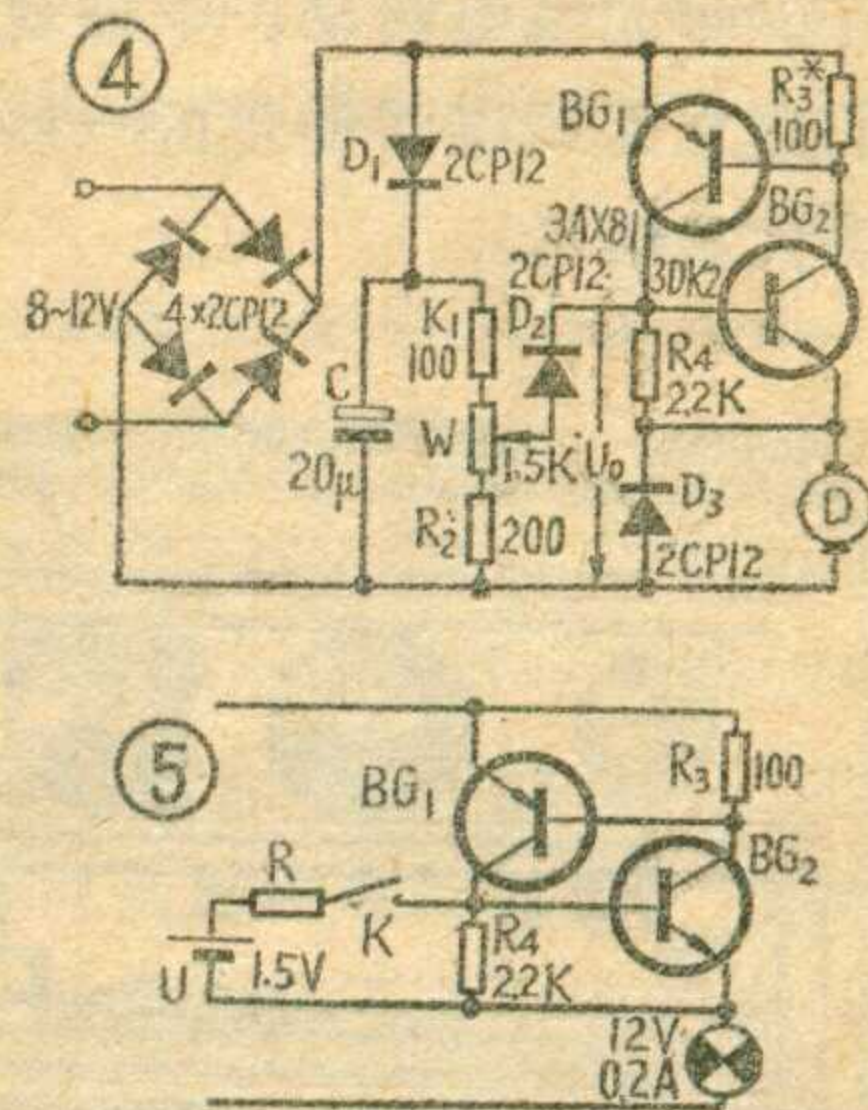 ④
R3*
100
BG1
D1
2CP12
BG2
3AX81
2CP12
3DK2
8~12V
4×2CP12
K1
100
D2
R4
2.2K
C
W
1.5K
U0
20μ
D3
D
R2
200
2CP12
⑤
BG1
R3
100
BG2
R
K
R4
2.2K
U
1.5V
12V
0.2A